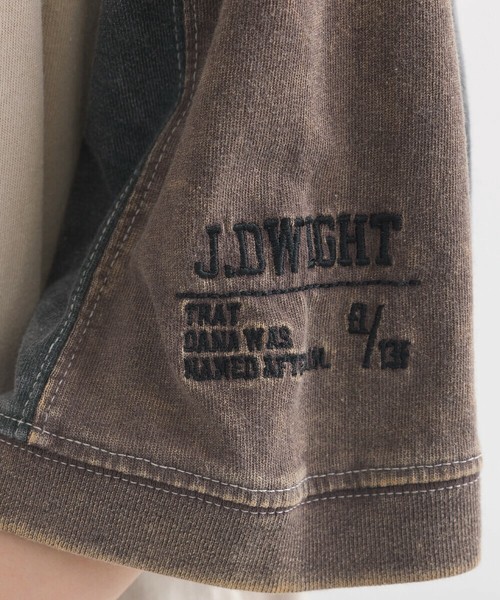 J.DWIGHT
THAT
DANA WAS
NAMED AFTER.